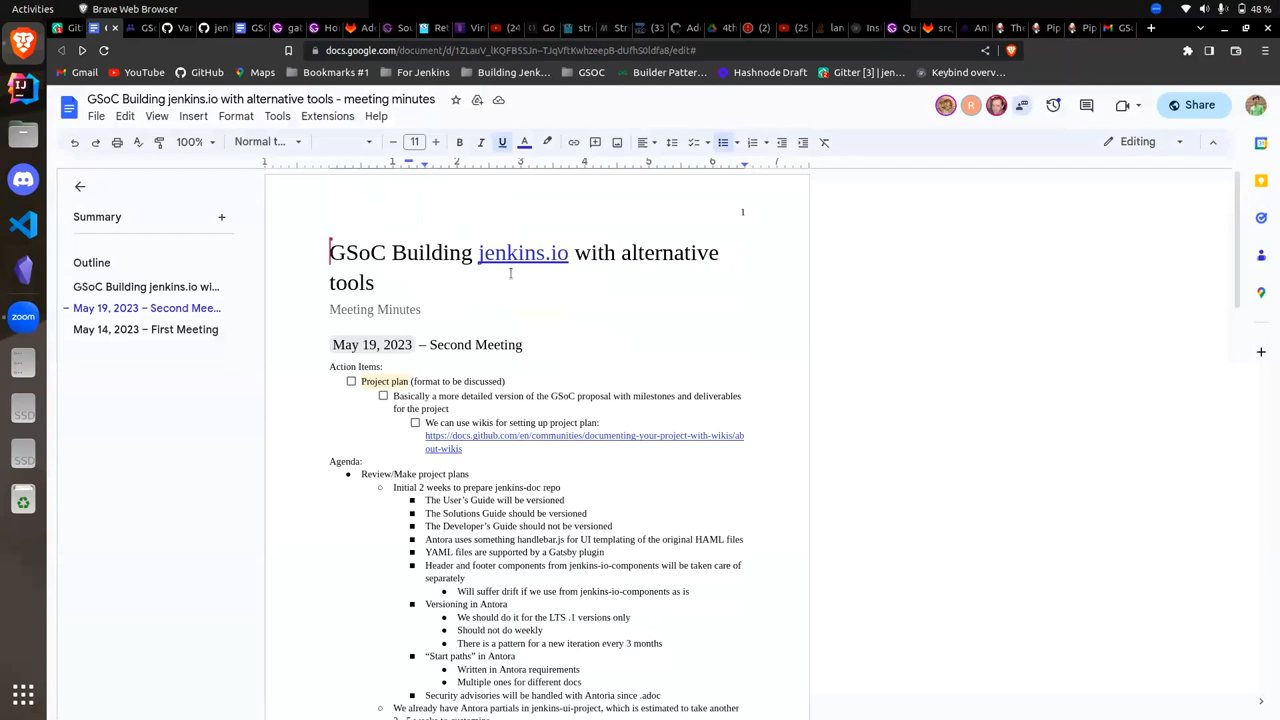 Activities
Brave Web Browser
48 %
docs.google.com/document/d/1ZLauV_lKQFB5SJn-TJqVftKwhzeepB-dUfhS0ldfa8/edit#
Gmail YouTube GitHub Maps Bookmarks #1 For Jenkins Building Jenk... GSOC Builder Patter... Hashnode Draft Gitter [3] | jen... Keybind overv...
GSoC Building jenkins.io with alternative tools - meeting minutes
Share
File Edit View Insert Format Tools Extensions Help
100% Normal t... 11 Editing
1 1 2 3 4 5 6 7
Summary
Outline
GSoC Building jenkins.io wi...
May 19, 2023 – Second Mee...
May 14, 2023 – First Meeting
1
GSoC Building jenkins.io with alternative
tools
Meeting Minutes
May 19, 2023 – Second Meeting
Action Items:
Project plan (format to be discussed)
Basically a more detailed version of the GSoC proposal with milestones and deliverables
for the project
We can use wikis for setting up project plan:
https://docs.github.com/en/communities/documenting-your-project-with-wikis/ab
out-wikis
Agenda:
● Review/Make project plans
○ Initial 2 weeks to prepare jenkins-doc repo
■ The User’s Guide will be versioned
■ The Solutions Guide should be versioned
■ The Developer’s Guide should not be versioned
■ Antora uses something handlebar.js for UI templating of the original HAML files
■ YAML files are supported by a Gatsby plugin
■ Header and footer components from jenkins-io-components will be taken care of
separately
● Will suffer drift if we use from jenkins-io-components as is
■ Versioning in Antora
● We should do it for the LTS .1 versions only
● Should not do weekly
● There is a pattern for a new iteration every 3 months
■ “Start paths” in Antora
● Written in Antora requirements
● Multiple ones for different docs
■ Security advisories will be handled with Antoria since .adoc
○ We already have Antora partials in jenkins-ui-project, which is estimated to take another
zoom